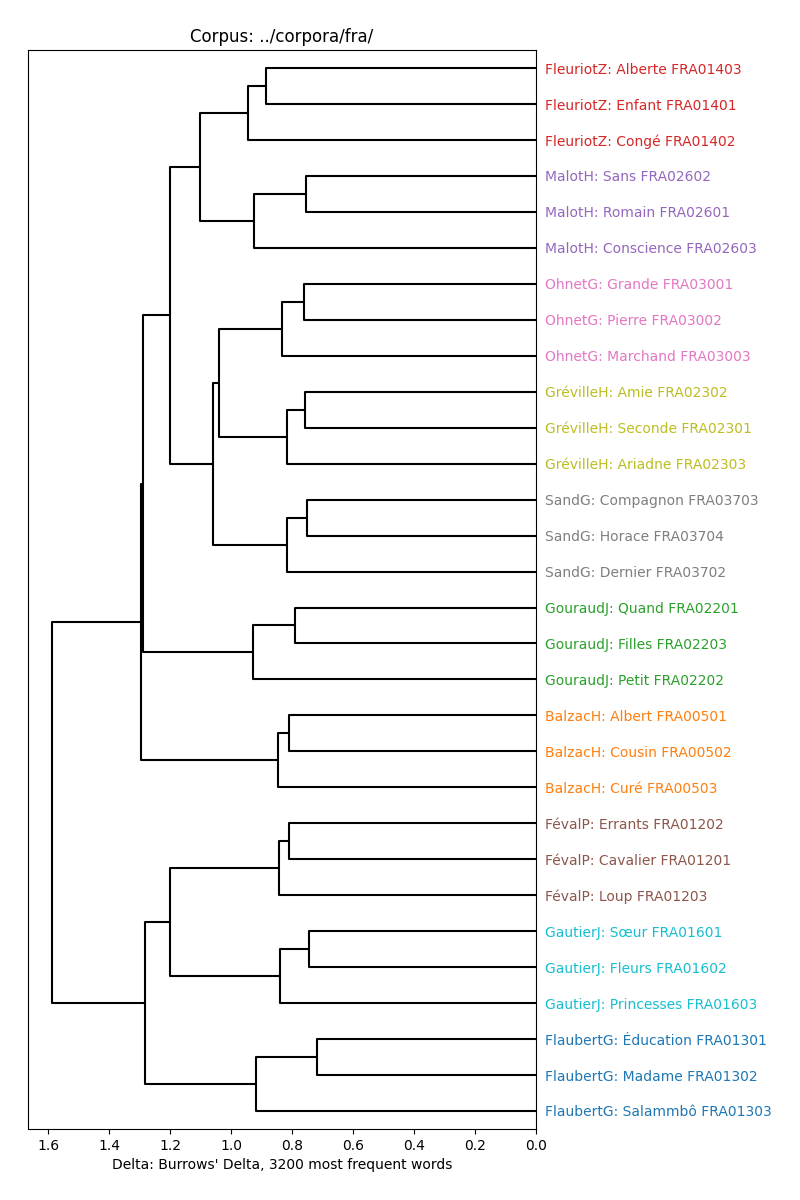 Corpus: ../corpora/fra/
FleuriotZ: Alberte FRA01403
FleuriotZ: Enfant FRA01401
FleuriotZ: Congé FRA01402
MalotH: Sans FRA02602
MalotH: Romain FRA02601
MalotH: Conscience FRA02603
OhnetG: Grande FRA03001
OhnetG: Pierre FRA03002
OhnetG: Marchand FRA03003
GrévilleH: Amie FRA02302
GrévilleH: Seconde FRA02301
GrévilleH: Ariadne FRA02303
SandG: Compagnon FRA03703
SandG: Horace FRA03704
SandG: Dernier FRA03702
GouraudJ: Quand FRA02201
GouraudJ: Filles FRA02203
GouraudJ: Petit FRA02202
BalzacH: Albert FRA00501
BalzacH: Cousin FRA00502
BalzacH: Curé FRA00503
FévalP: Errants FRA01202
FévalP: Cavalier FRA01201
FévalP: Loup FRA01203
GautierJ: Sœur FRA01601
GautierJ: Fleurs FRA01602
GautierJ: Princesses FRA01603
FlaubertG: Éducation FRA01301
FlaubertG: Madame FRA01302
FlaubertG: Salammbô FRA01303
1.6 1.4 1.2 1.0 0.8 0.6 0.4 0.2 0.0
Delta: Burrows' Delta, 3200 most frequent words